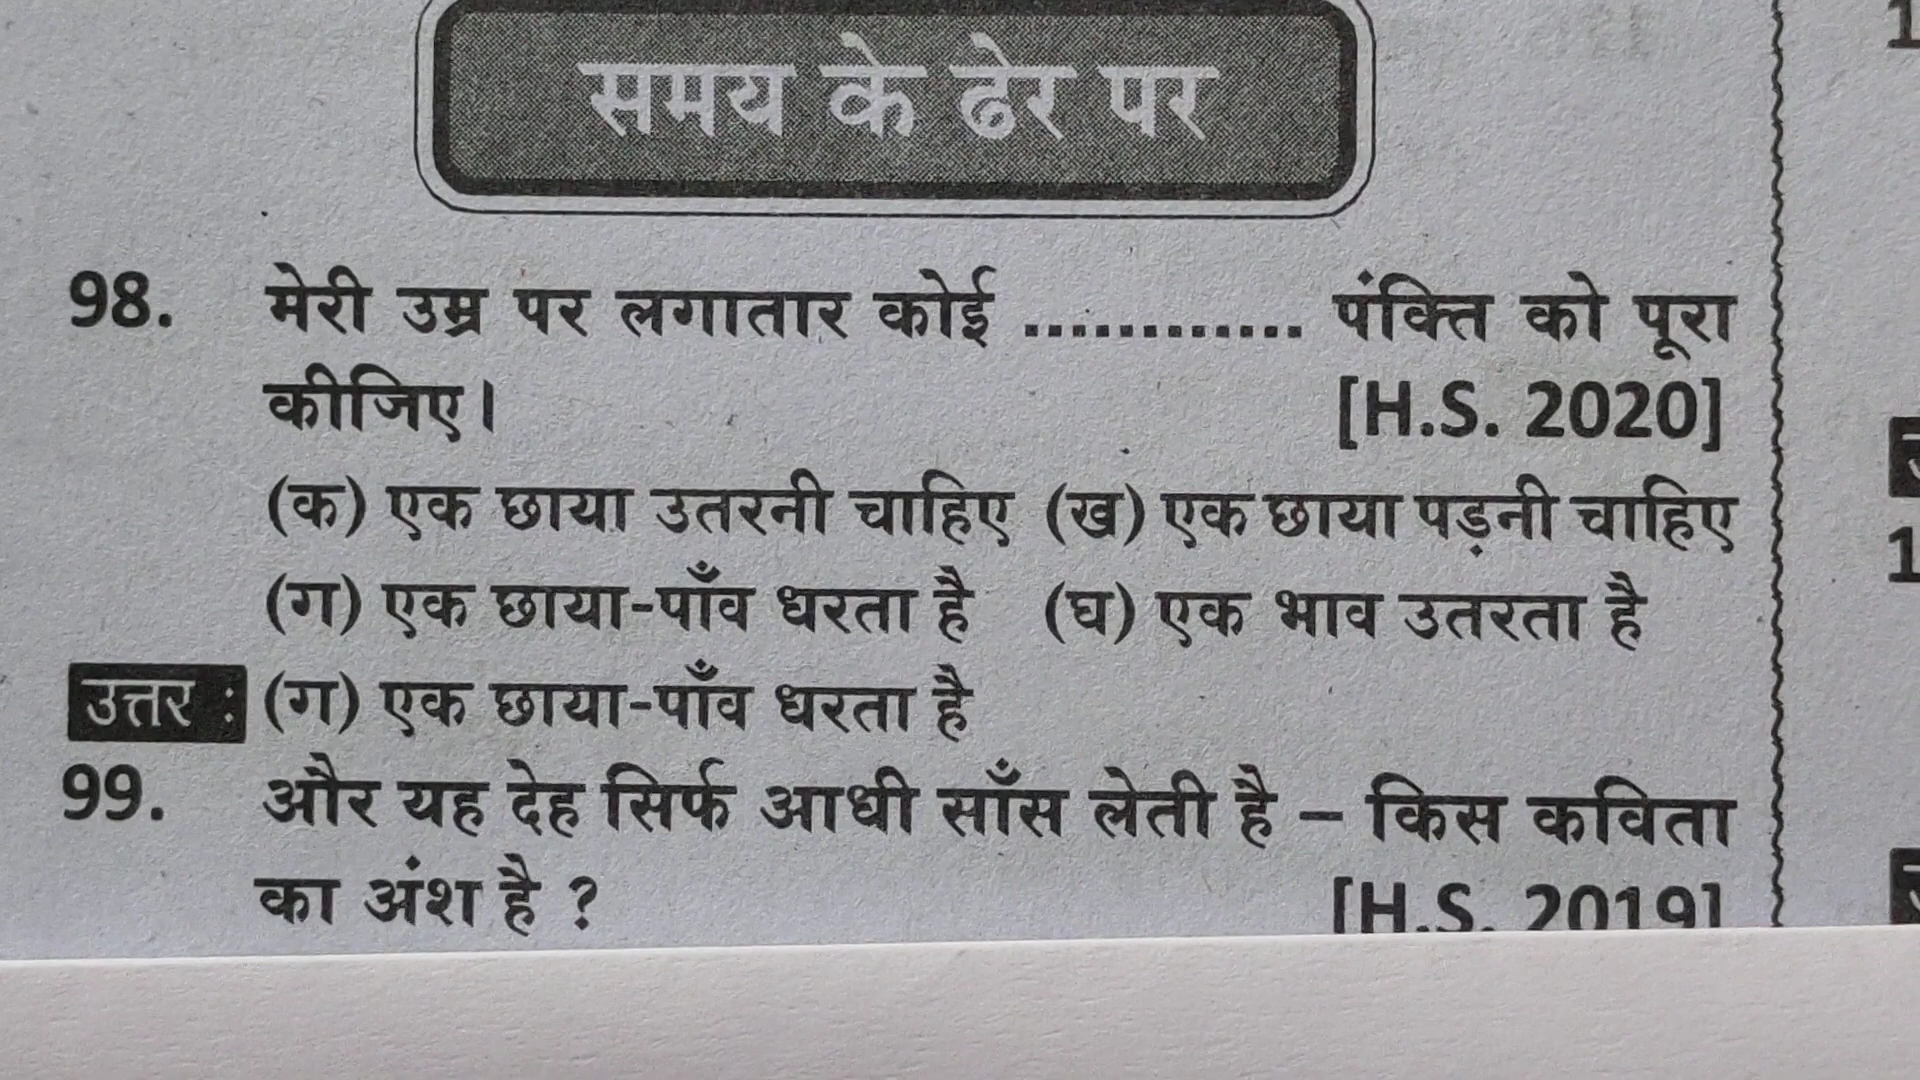 समय के ढेर पर
98. मेरी उम्र पर लगातार कोई ............ पंक्ति को पूरा
कीजिए। [H.S. 2020]
(क) एक छाया उतरनी चाहिए (ख) एक छाया पड़नी चाहिए
(ग) एक छाया-पाँव धरता है (घ) एक भाव उतरता है
उत्तर : (ग) एक छाया-पाँव धरता है
99. और यह देह सिर्फ आधी साँस लेती है – किस कविता
का अंश है ? [H.S. 2019]